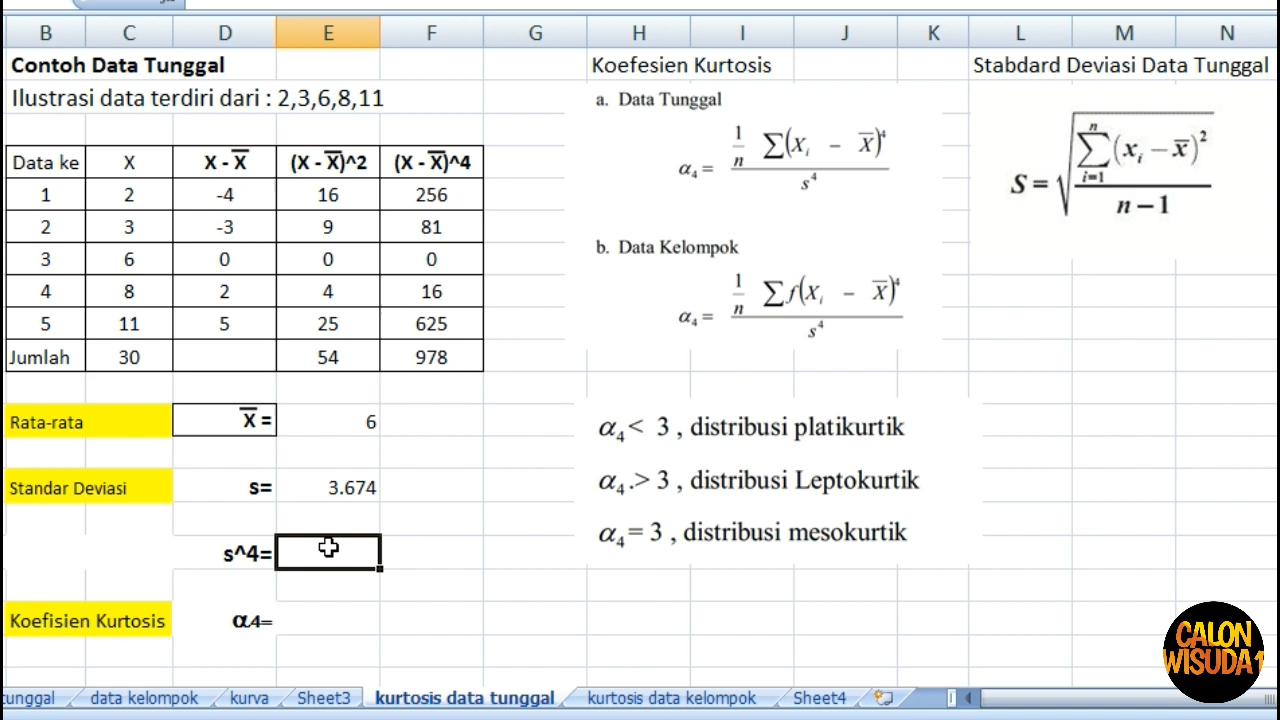 B C D E F G H I J K L M N
Contoh Data Tunggal
Koefesien Kurtosis
Stabdard Deviasi Data Tunggal
Ilustrasi data terdiri dari : 2,3,6,8,11
Data ke X X - X̅ (X - X̅)^2 (X - X̅)^4
1 2 -4 16 256
2 3 -3 9 81
3 6 0 0 0
4 8 2 4 16
5 11 5 25 625
Jumlah 30 54 978
Rata-rata X̅ = 6
Standar Deviasi s= 3.674
s^4=
Koefisien Kurtosis α4=
a. Data Tunggal
α₄ = 1/n ∑(Xᵢ − X̅)⁴ / s⁴
b. Data Kelompok
α₄ = 1/n ∑f(Xᵢ − X̅)⁴ / s⁴
α₄ < 3 , distribusi platikurtik
α₄ .> 3 , distribusi Leptokurtik
α₄ = 3 , distribusi mesokurtik
S = √(∑ⁿᵢ₌₁ (xᵢ − x̅)² / n − 1)
CALON
WISUDA1
tunggal data kelompok kurva Sheet3 kurtosis data tunggal kurtosis data kelompok Sheet4